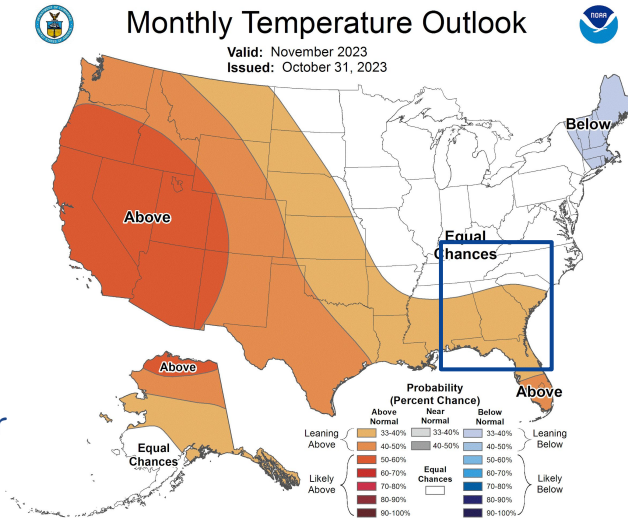 Monthly Temperature Outlook
Valid: November 2023
Issued: October 31, 2023
NOAA
Below
Above
Equal
Chances
Above
Above
Equal
Chances
Probability
(Percent Chance)
Above
Normal
Near
Normal
Below
Normal
Leaning
Above
33-40%
33-40%
33-40%
Leaning
Below
40-50%
40-50%
40-50%
50-60%
50-60%
60-70%
60-70%
Likely
Above
70-80%
Equal
Chances
70-80%
Likely
Below
80-90%
80-90%
90-100%
90-100%